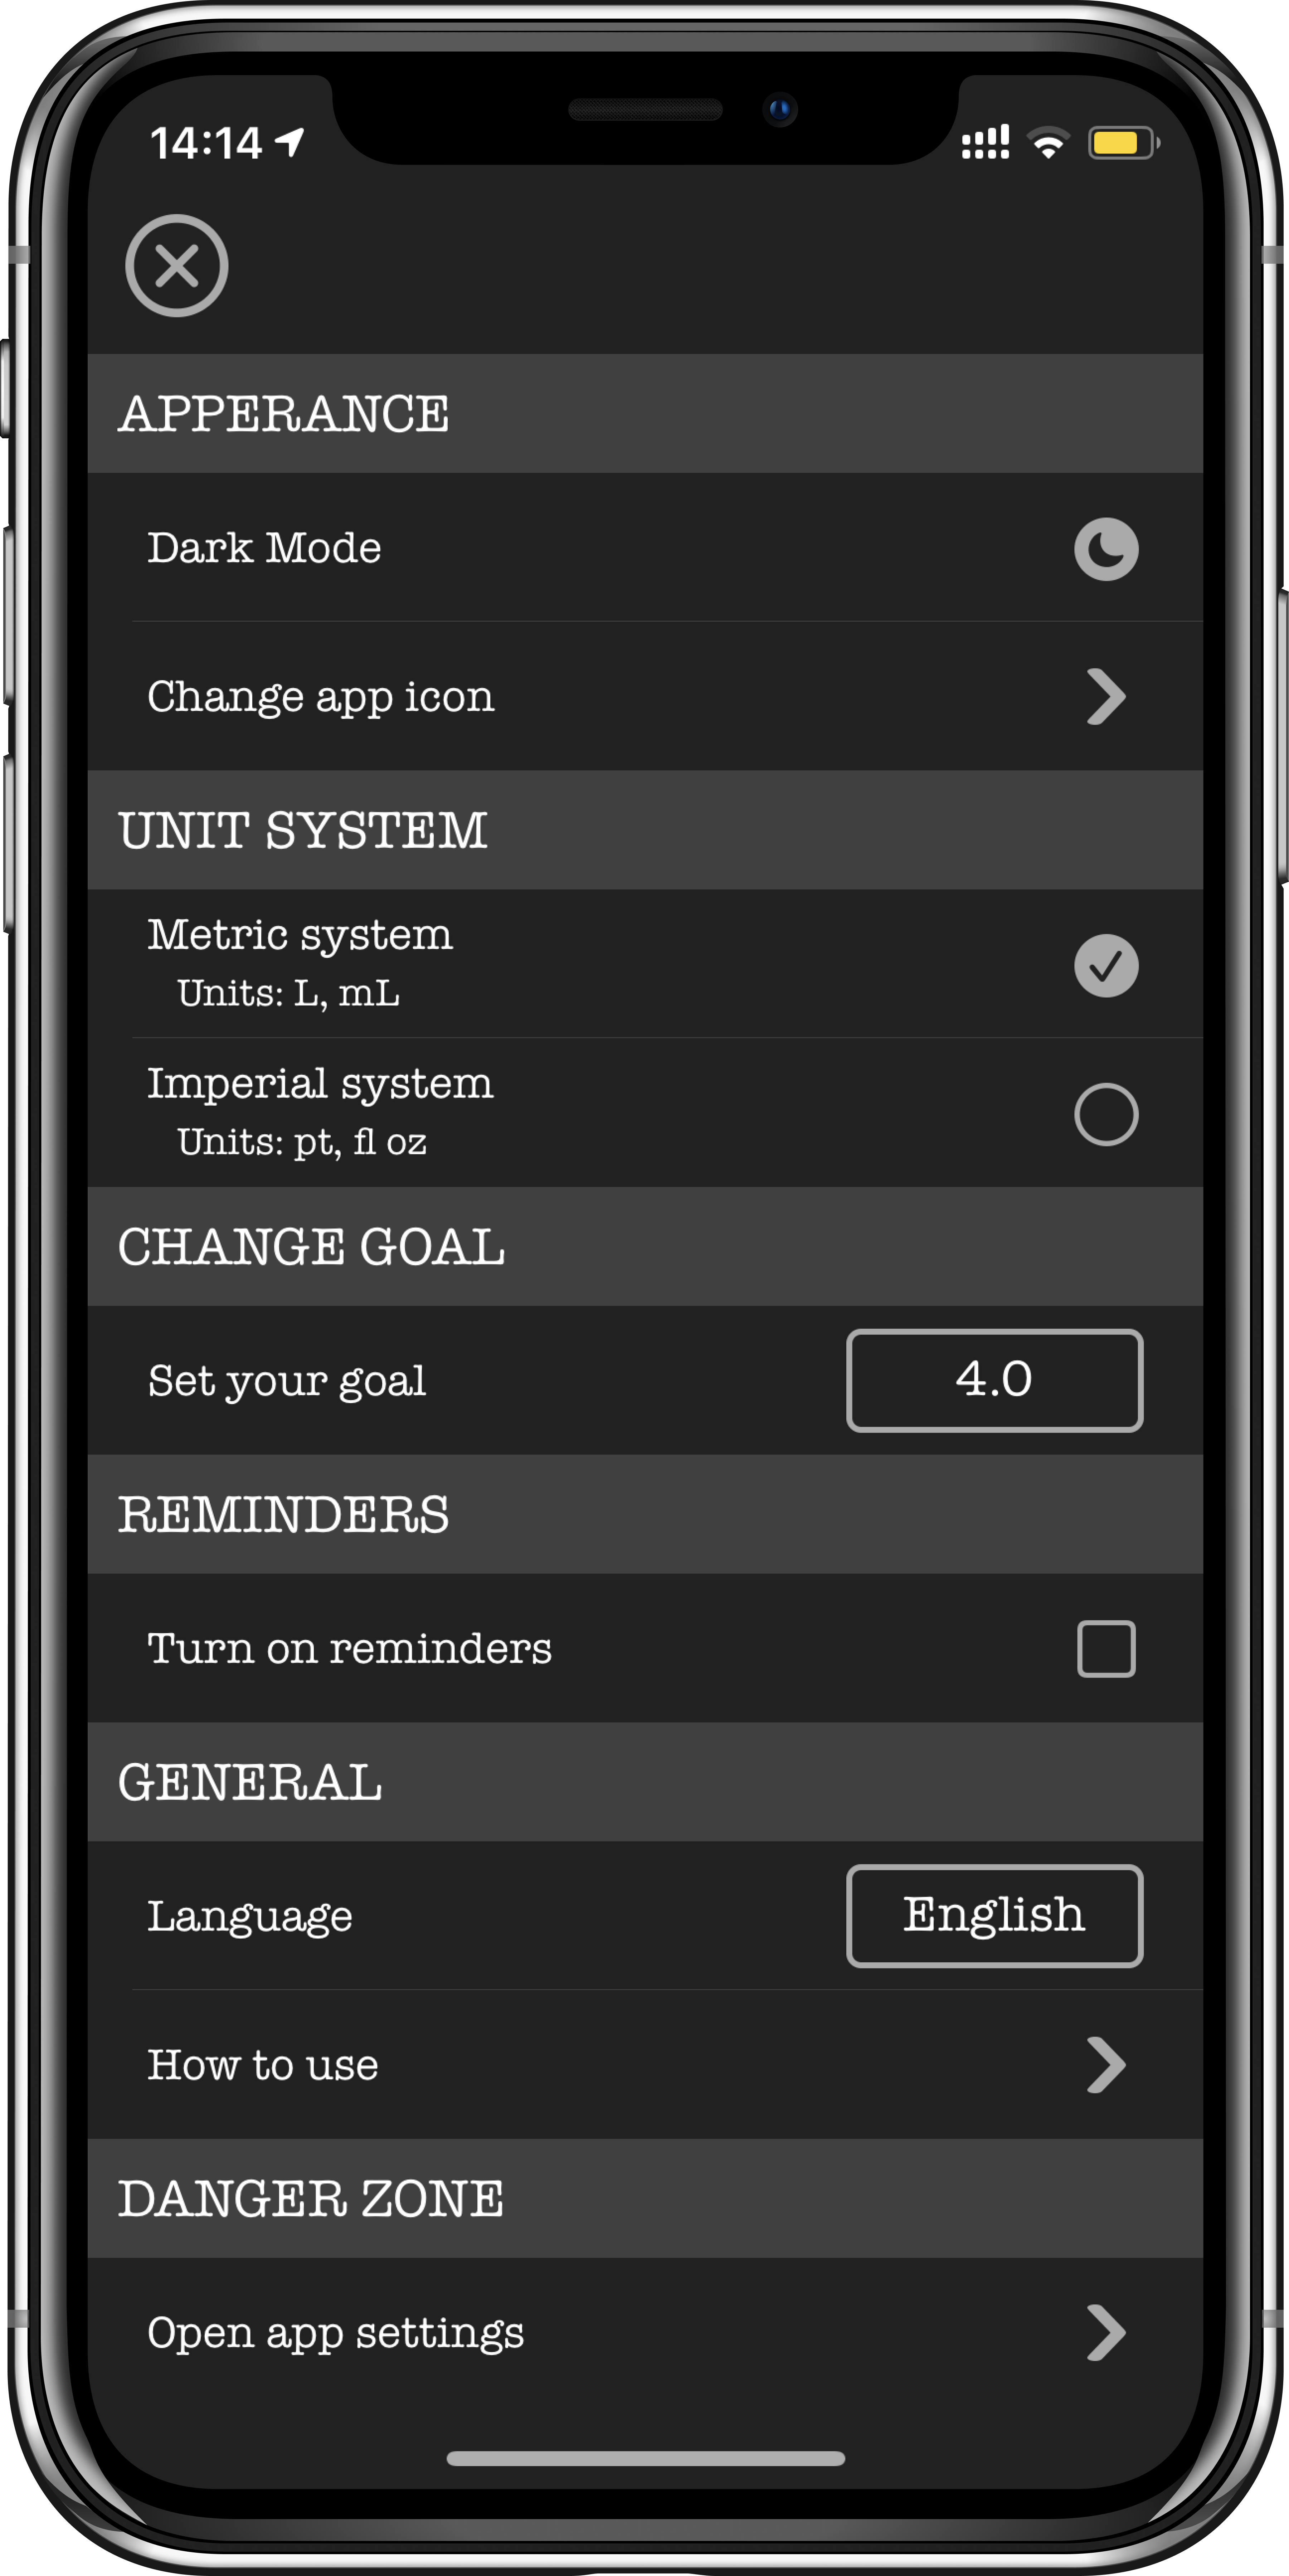 14:14
APPERANCE
Dark Mode
Change app icon
UNIT SYSTEM
Metric system
Units: L, mL
Imperial system
Units: pt, fl oz
CHANGE GOAL
Set your goal
4.0
REMINDERS
Turn on reminders
GENERAL
Language
English
How to use
DANGER ZONE
Open app settings